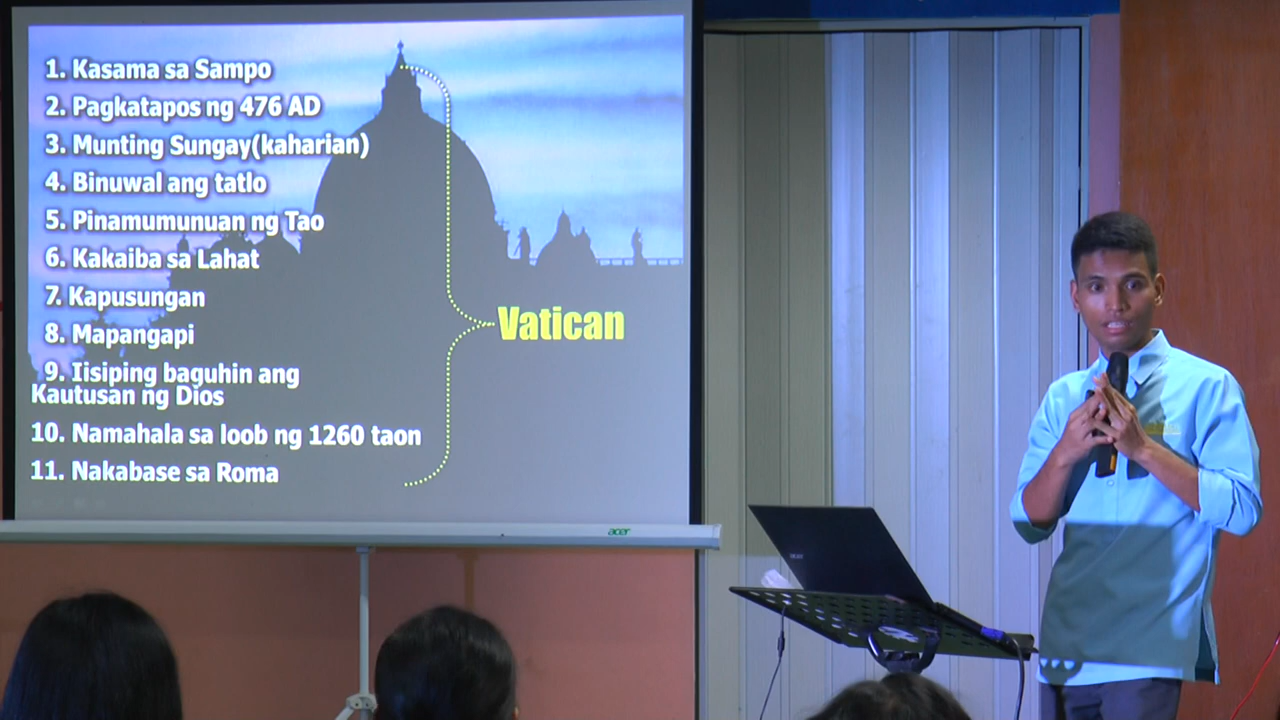 1. Kasama sa Sampo
2. Pagkatapos ng 476 AD
3. Munting Sungay(kaharian)
4. Binuwal ang tatlo
5. Pinamumunuan ng Tao
6. Kakaiba sa Lahat
7. Kapusungan
8. Mapangapi
9. Iisiping baguhin ang
Kautusan ng Dios
10. Namahala sa loob ng 1260 taon
11. Nakabase sa Roma
Vatican
acer